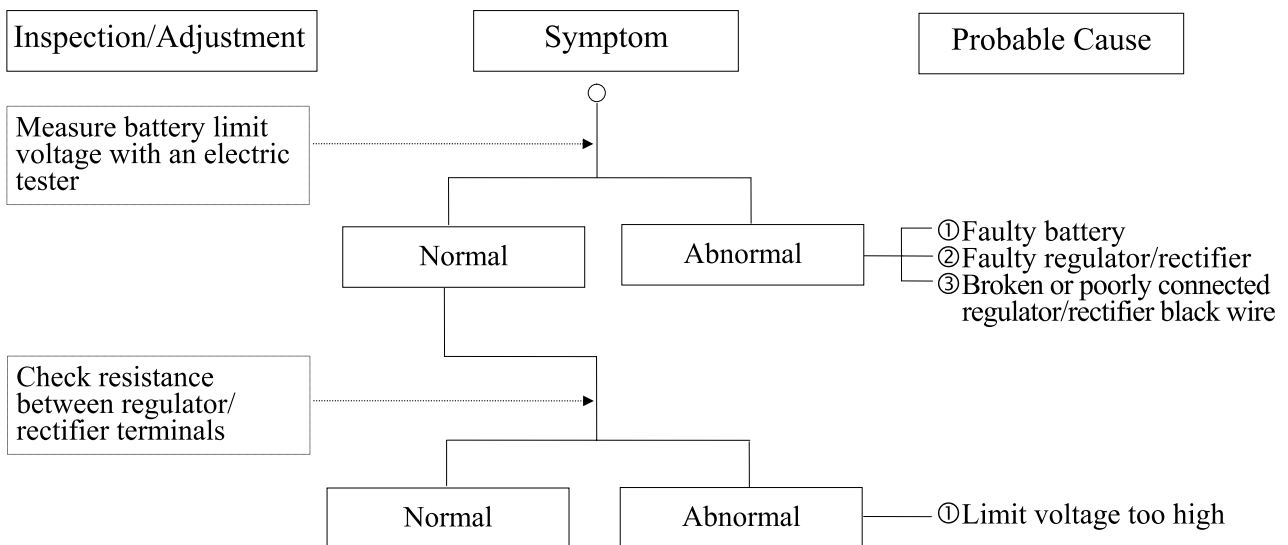 Inspection/Adjustment
Symptom
Probable Cause
Measure battery limit
voltage with an electric
tester
Normal
Abnormal
①Faulty battery
②Faulty regulator/rectifier
③Broken or poorly connected
regulator/rectifier black wire
Check resistance
between regulator/
rectifier terminals
Normal
Abnormal
①Limit voltage too high